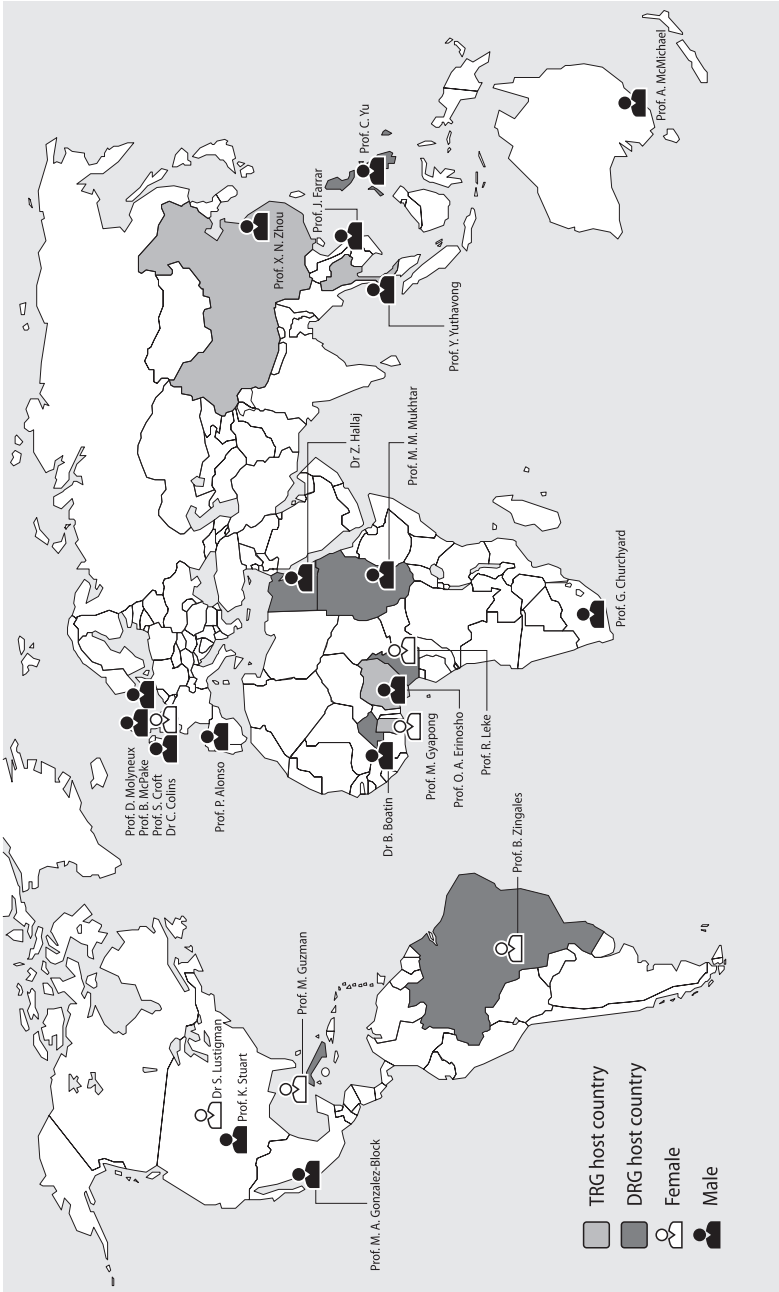 Prof. D. Molyneux
Prof. B. McPake
Prof. S. Croft
Dr C. Colins
Prof. P. Alonso
Dr S. Lustigman
Prof. K. Stuart
Prof. M. Guzman
Prof. M. A. Gonzalez-Block
Prof. B. Zingales
Dr B. Boatin
Prof. M. Gyapong
Prof. O. A. Erinosho
Prof. R. Leke
Dr Z. Hallaj
Prof. M. M. Mukhtar
Prof. G. Churchyard
Prof. X. N. Zhou
Prof. J. Farrar
Prof. C. Yu
Prof. Y. Yuthavong
Prof. A. McMichael
TRG host country
DRG host country
Female
Male